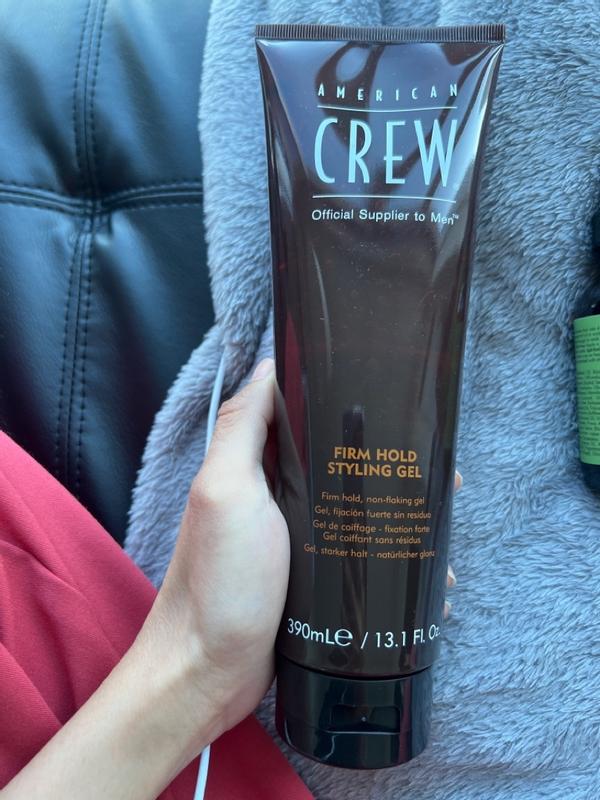 AMERICAN
CREW
Official Supplier to Men™
FIRM HOLD
STYLING GEL
Firm hold, non-flaking gel
Gel, fijación fuerte sin residuo
Gel de coiffage - fixation forte
Gel coiffant sans résidus
Gel, starker halt - natürlicher glanz
390mLe / 13.1 Fl. Oz.